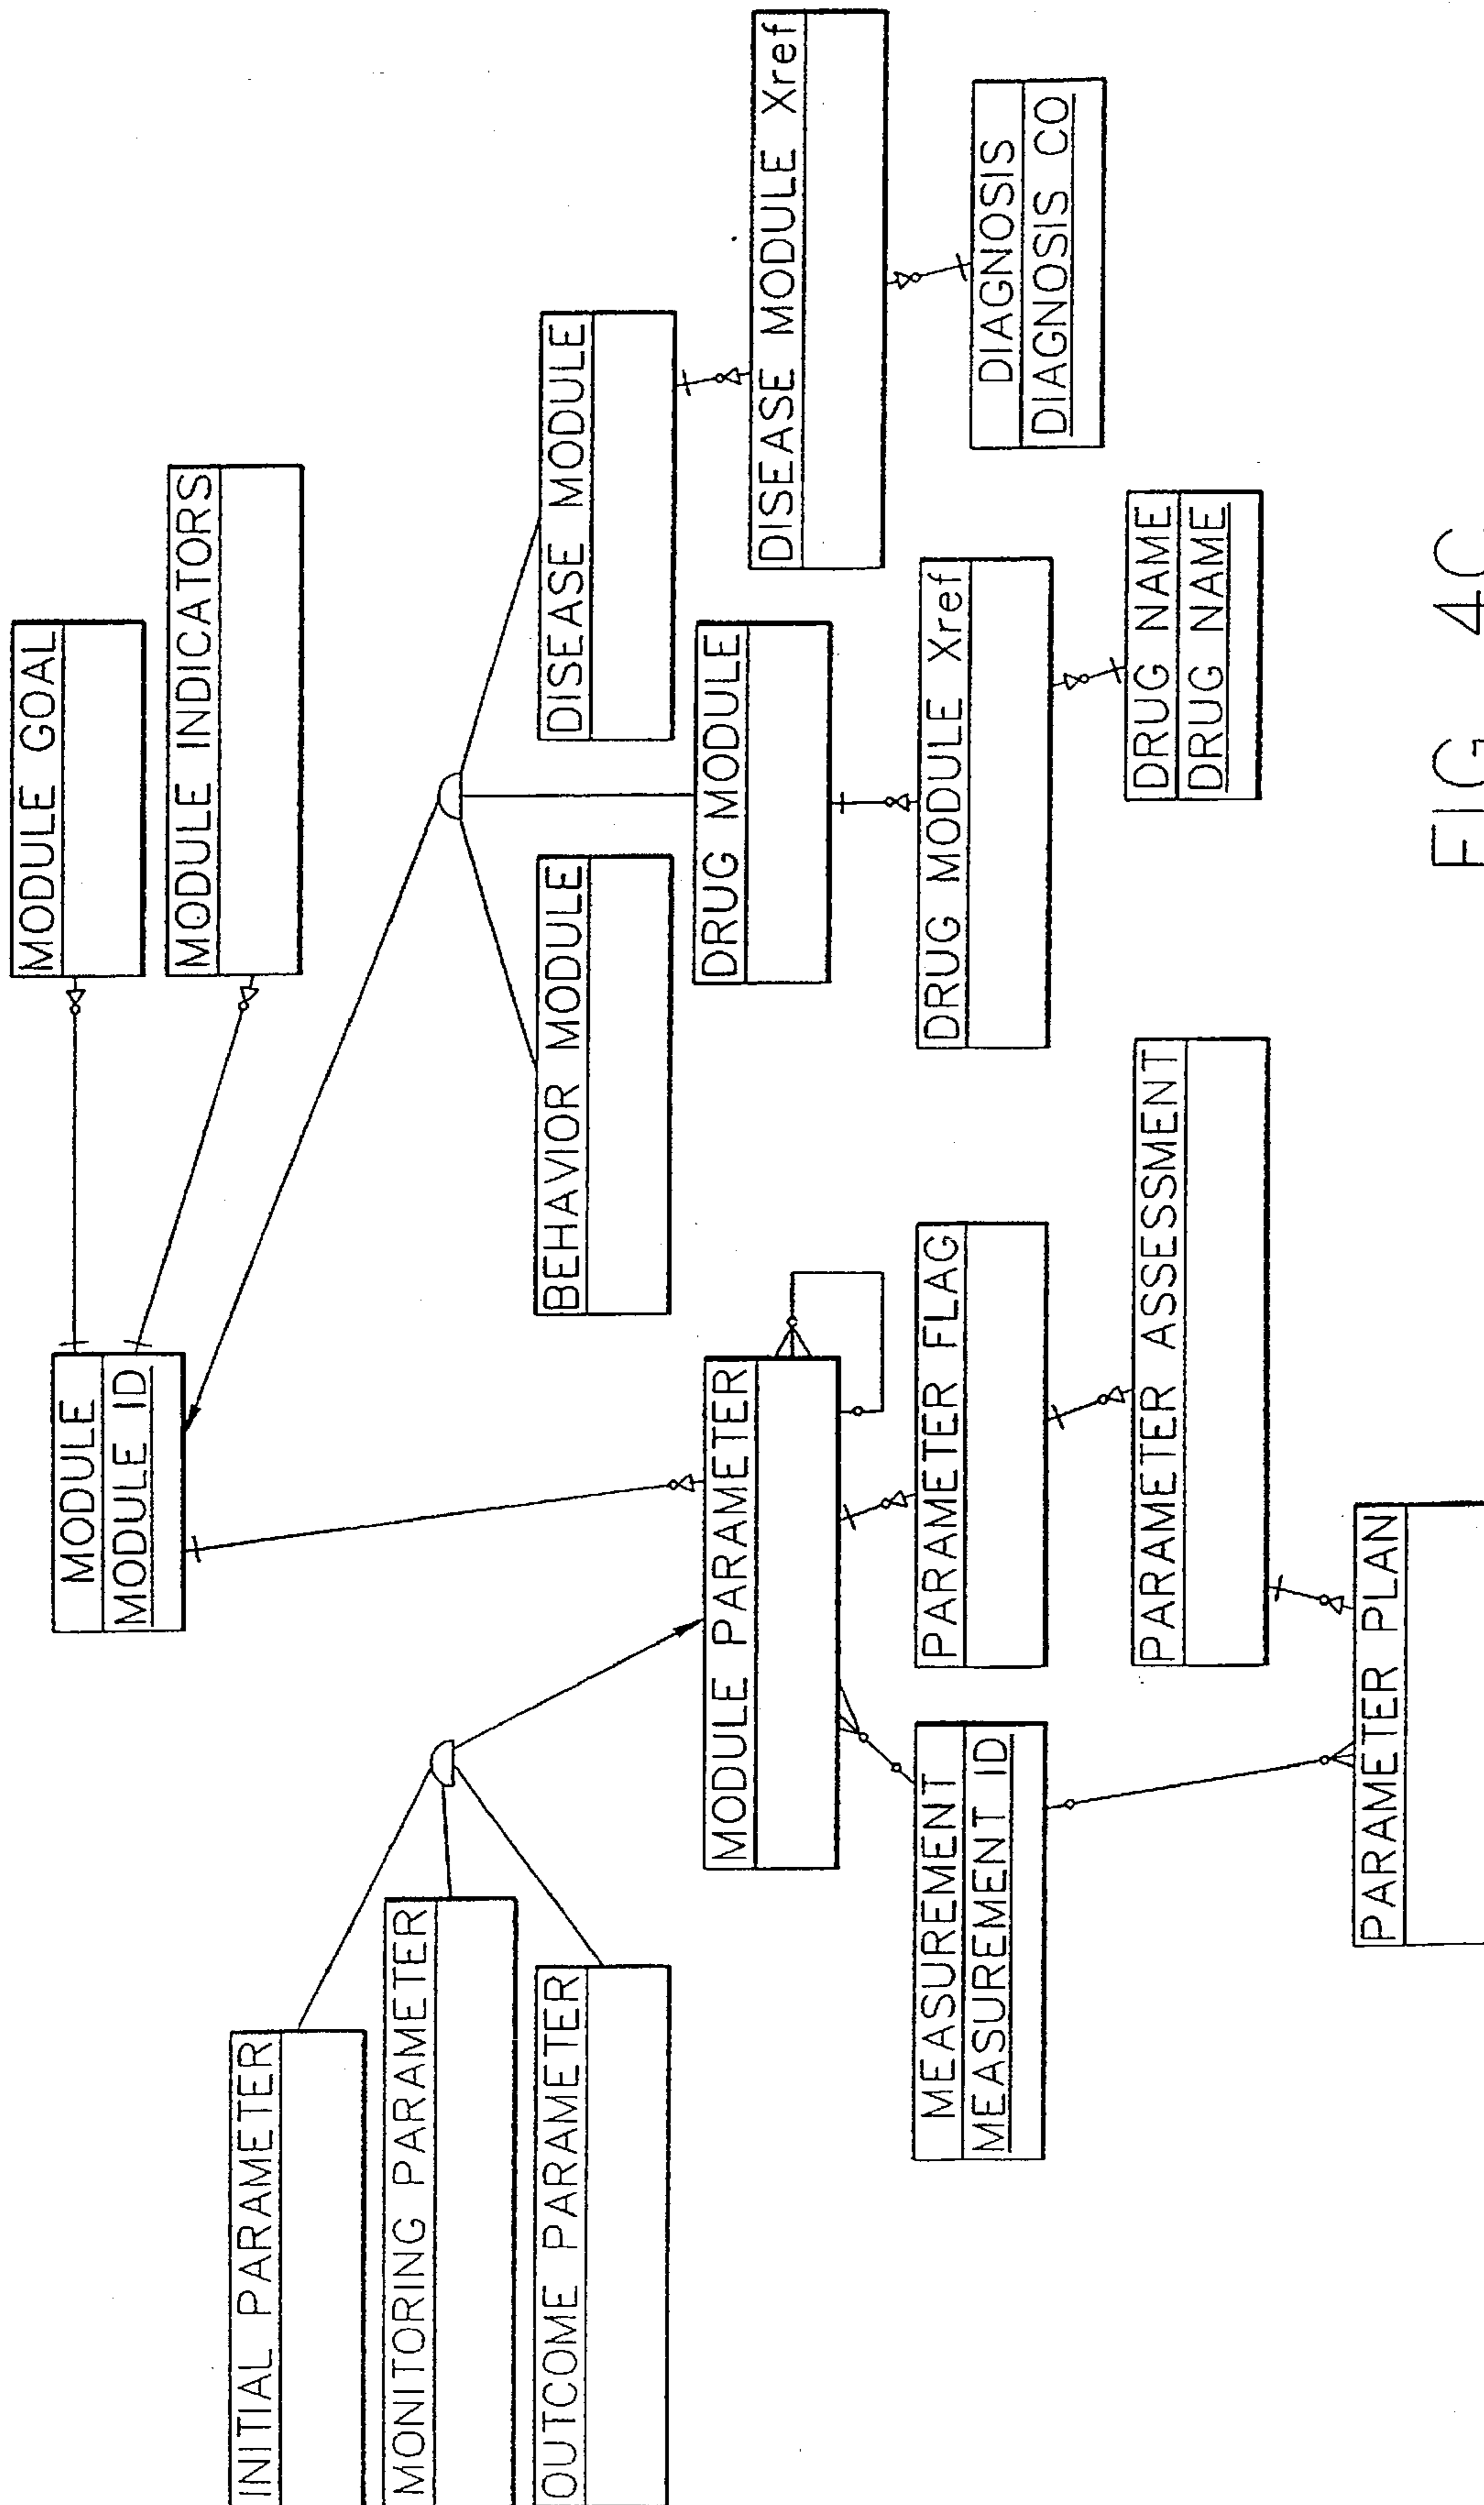 MODULE GOAL
MODULE INDICATORS
MODULE
MODULE ID
INITIAL PARAMETER
MONITORING PARAMETER
OUTCOME PARAMETER
BEHAVIOR MODULE
DISEASE MODULE
DRUG MODULE
MODULE PARAMETER
DISEASE MODULE Xref
DRUG MODULE Xref
PARAMETER FLAG
MEASUREMENT
MEASUREMENT ID
DIAGNOSIS
DIAGNOSIS CO
DRUG NAME
DRUG NAME
PARAMETER ASSESSMENT
PARAMETER PLAN
FIG. 4C